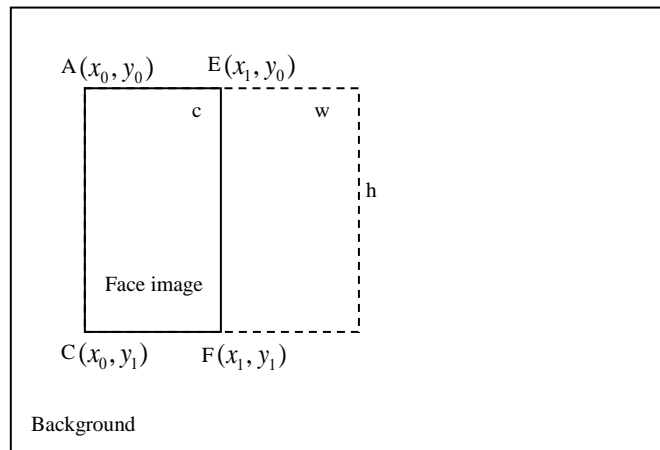 A(x₀, y₀) E(x₁, y₀)
c w
h
Face image
C(x₀, y₁) F(x₁, y₁)
Background